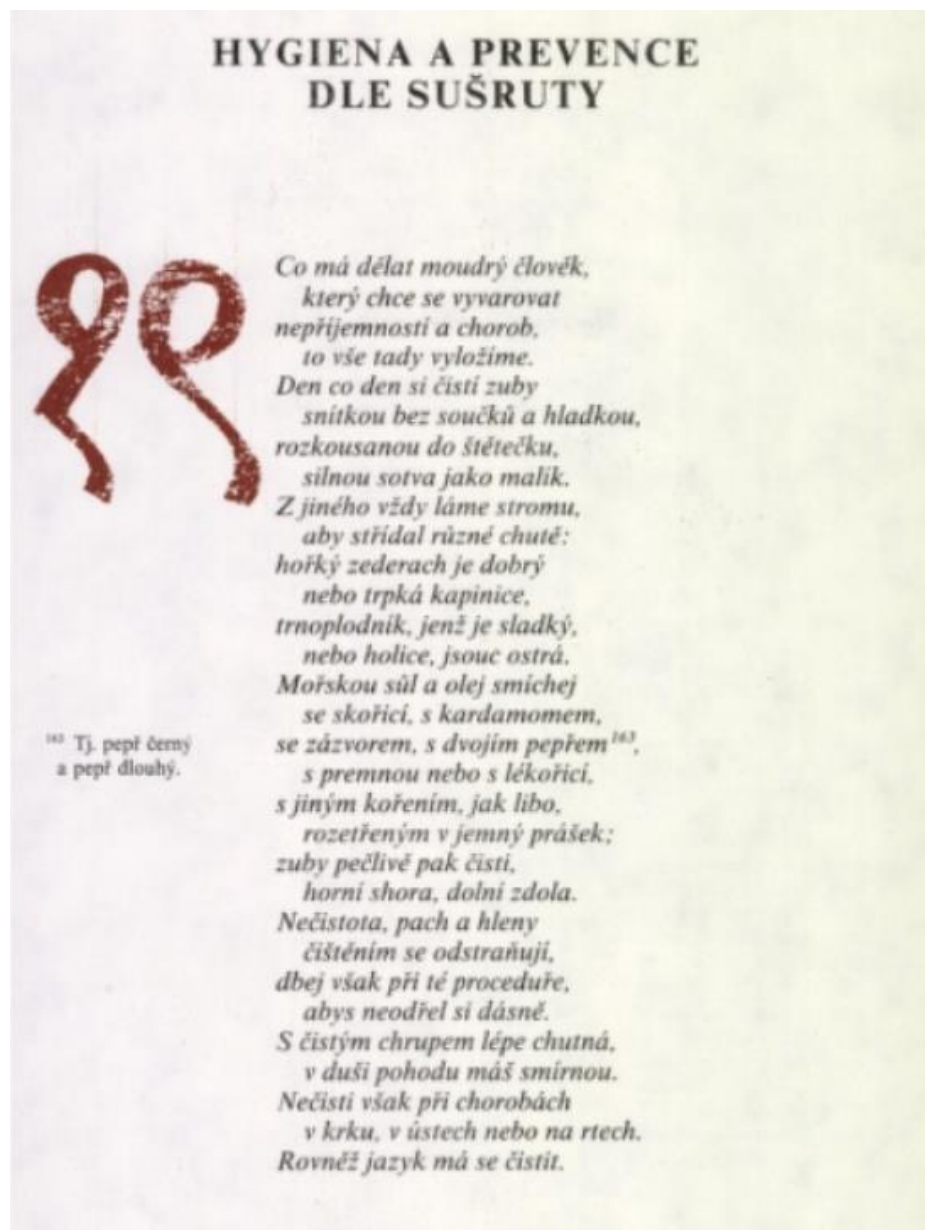 HYGIENA A PREVENCE
DLE SUŠRUTY
११
Co má dělat moudrý člověk,
který chce se vyvarovat
nepříjemností a chorob,
to vše tady vyložíme.
Den co den si čistí zuby
snítkou bez součků a hladkou,
rozkousanou do štětečku,
silnou sotva jako malík.
Z jiného vždy láme stromu,
aby střídal různé chutě:
hořký zederach je dobrý
nebo trpká kapinice,
trnoplodník, jenž je sladký,
nebo holice, jsouc ostrá.
Mořskou sůl a olej smíchej
se skořicí, s kardamomem,
se zázvorem, s dvojím pepřem¹⁶³,
s premnou nebo s lékořicí,
s jiným kořením, jak libo,
rozetřeným v jemný prášek;
zuby pečlivě pak čisti,
horní shora, dolní zdola.
Nečistota, pach a hleny
čištěním se odstraňují,
dbej však při té proceduře,
abys neodřel si dásně.
S čistým chrupem lépe chutná,
v duši pohodu máš smírnou.
Nečisti však při chorobách
v krku, v ústech nebo na rtech.
Rovněž jazyk má se čistit.
¹⁶³ Tj. pepř černý
a pepř dlouhý.